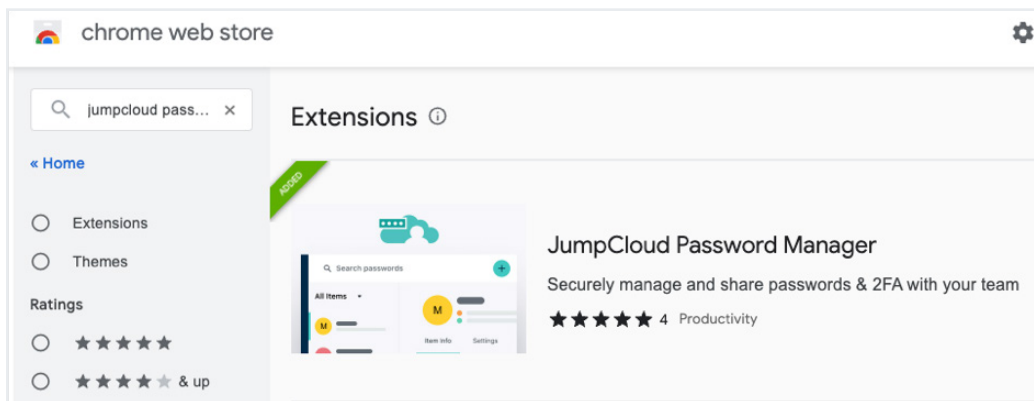 chrome web store
jumpcloud pass...
« Home
Extensions
Themes
Ratings
& up
Extensions
ADDED
Search passwords
All Items
M
M
Item Info Settings
JumpCloud Password Manager
Securely manage and share passwords & 2FA with your team
4 Productivity